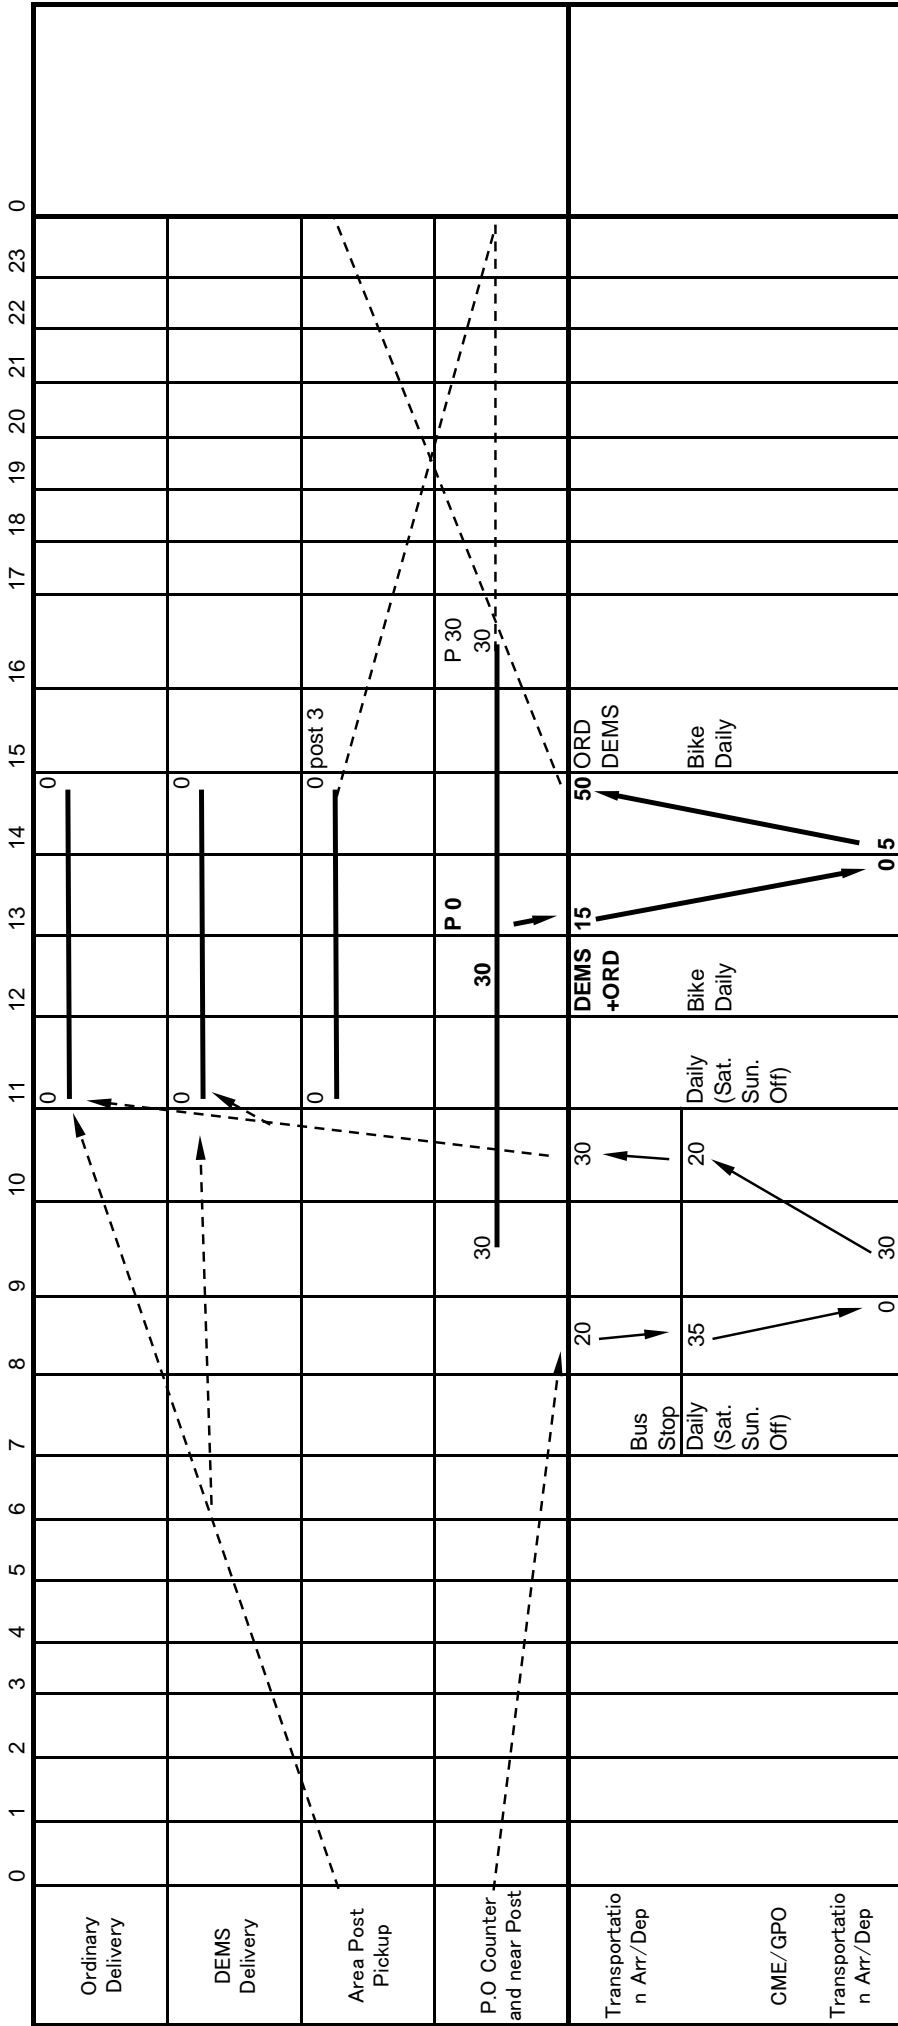 0 1 2 3 4 5 6 7 8 9 10 11 12 13 14 15 16 17 18 19 20 21 22 23 0
Ordinary
Delivery
0 0
DEMS
Delivery
0 0
Area Post
Pickup
0 0 post 3
P.O Counter
and near Post
P 0 P 30
30 30 30
Transportatio
n Arr/Dep
20 30 DEMS 15 50 ORD
+ORD DEMS
Bus
Stop
Daily 35 20 Daily Bike Bike
(Sat. (Sat. Daily Daily
Sun. Sun.
Off) Off)
CME/GPO
Transportatio
n Arr/Dep
0 30 0 5